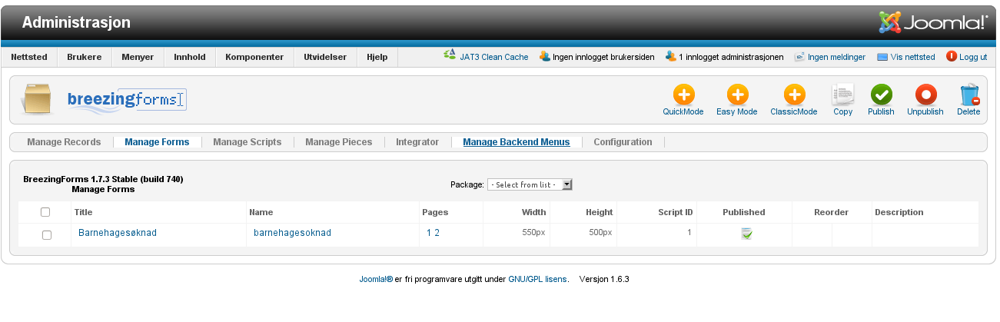 Administrasjon Joomla!®
Nettsted Brukere Menyer Innhold Komponenter Utvidelser Hjelp JAT3 Clean Cache Ingen innlogget brukersiden 1 innlogget administrasjonen Ingen meldinger Vis nettsted Logg ut
breezingforms
QuickMode Easy Mode ClassicMode Copy Publish Unpublish Delete
Manage Records Manage Forms Manage Scripts Manage Pieces Integrator Manage Backend Menus Configuration
BreezingForms 1.7.3 Stable (build 740)
Manage Forms
Package: - Select from list -
Title Name Pages Width Height Script ID Published Reorder Description
Barnehagesøknad barnehagesoknad 1 2 550px 500px 1
Joomla!® er fri programvare utgitt under GNU/GPL lisens. Versjon 1.6.3